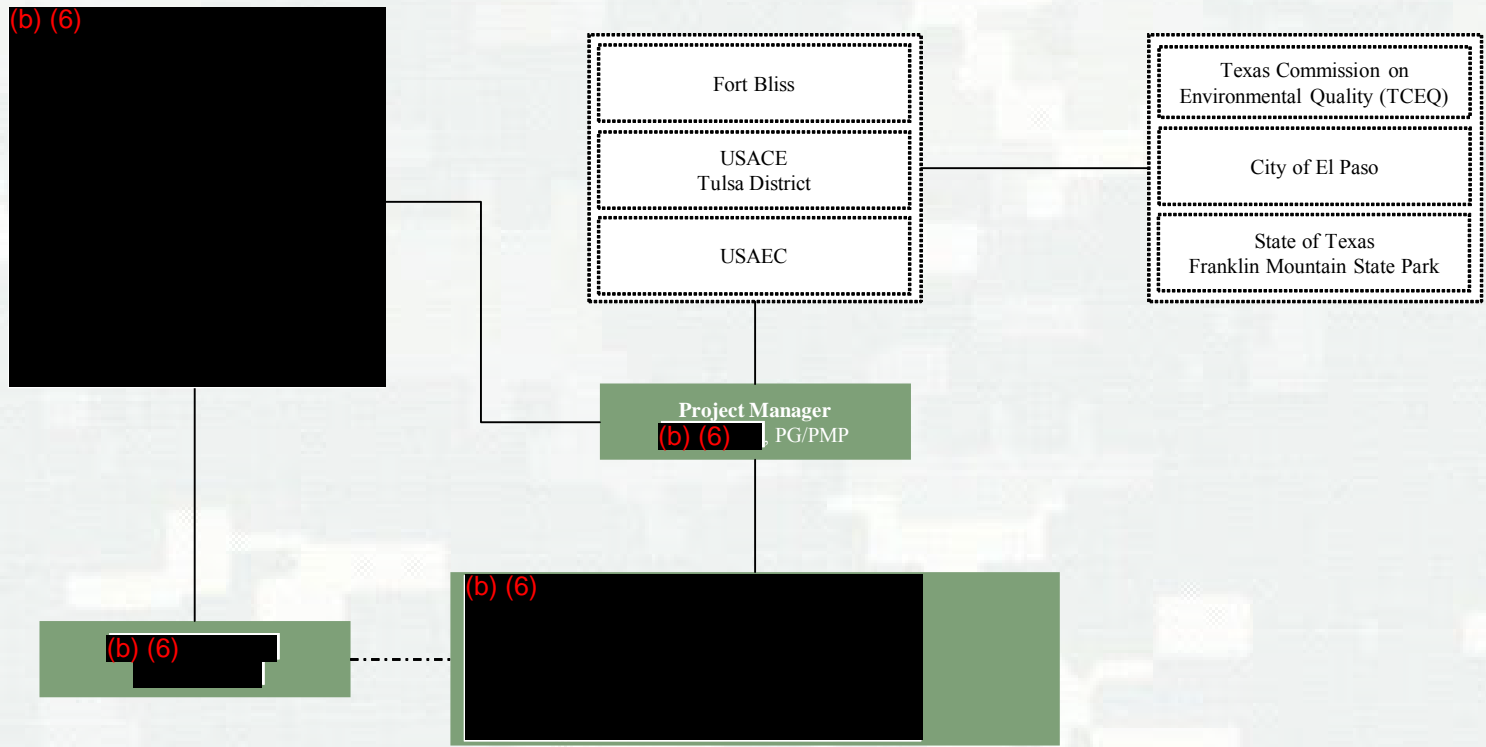 (b) (6)
Fort Bliss
USACE
Tulsa District
USAEC
Texas Commission on
Environmental Quality (TCEQ)
City of El Paso
State of Texas
Franklin Mountain State Park
Project Manager
(b) (6) , PG/PMP
(b) (6)
(b) (6)